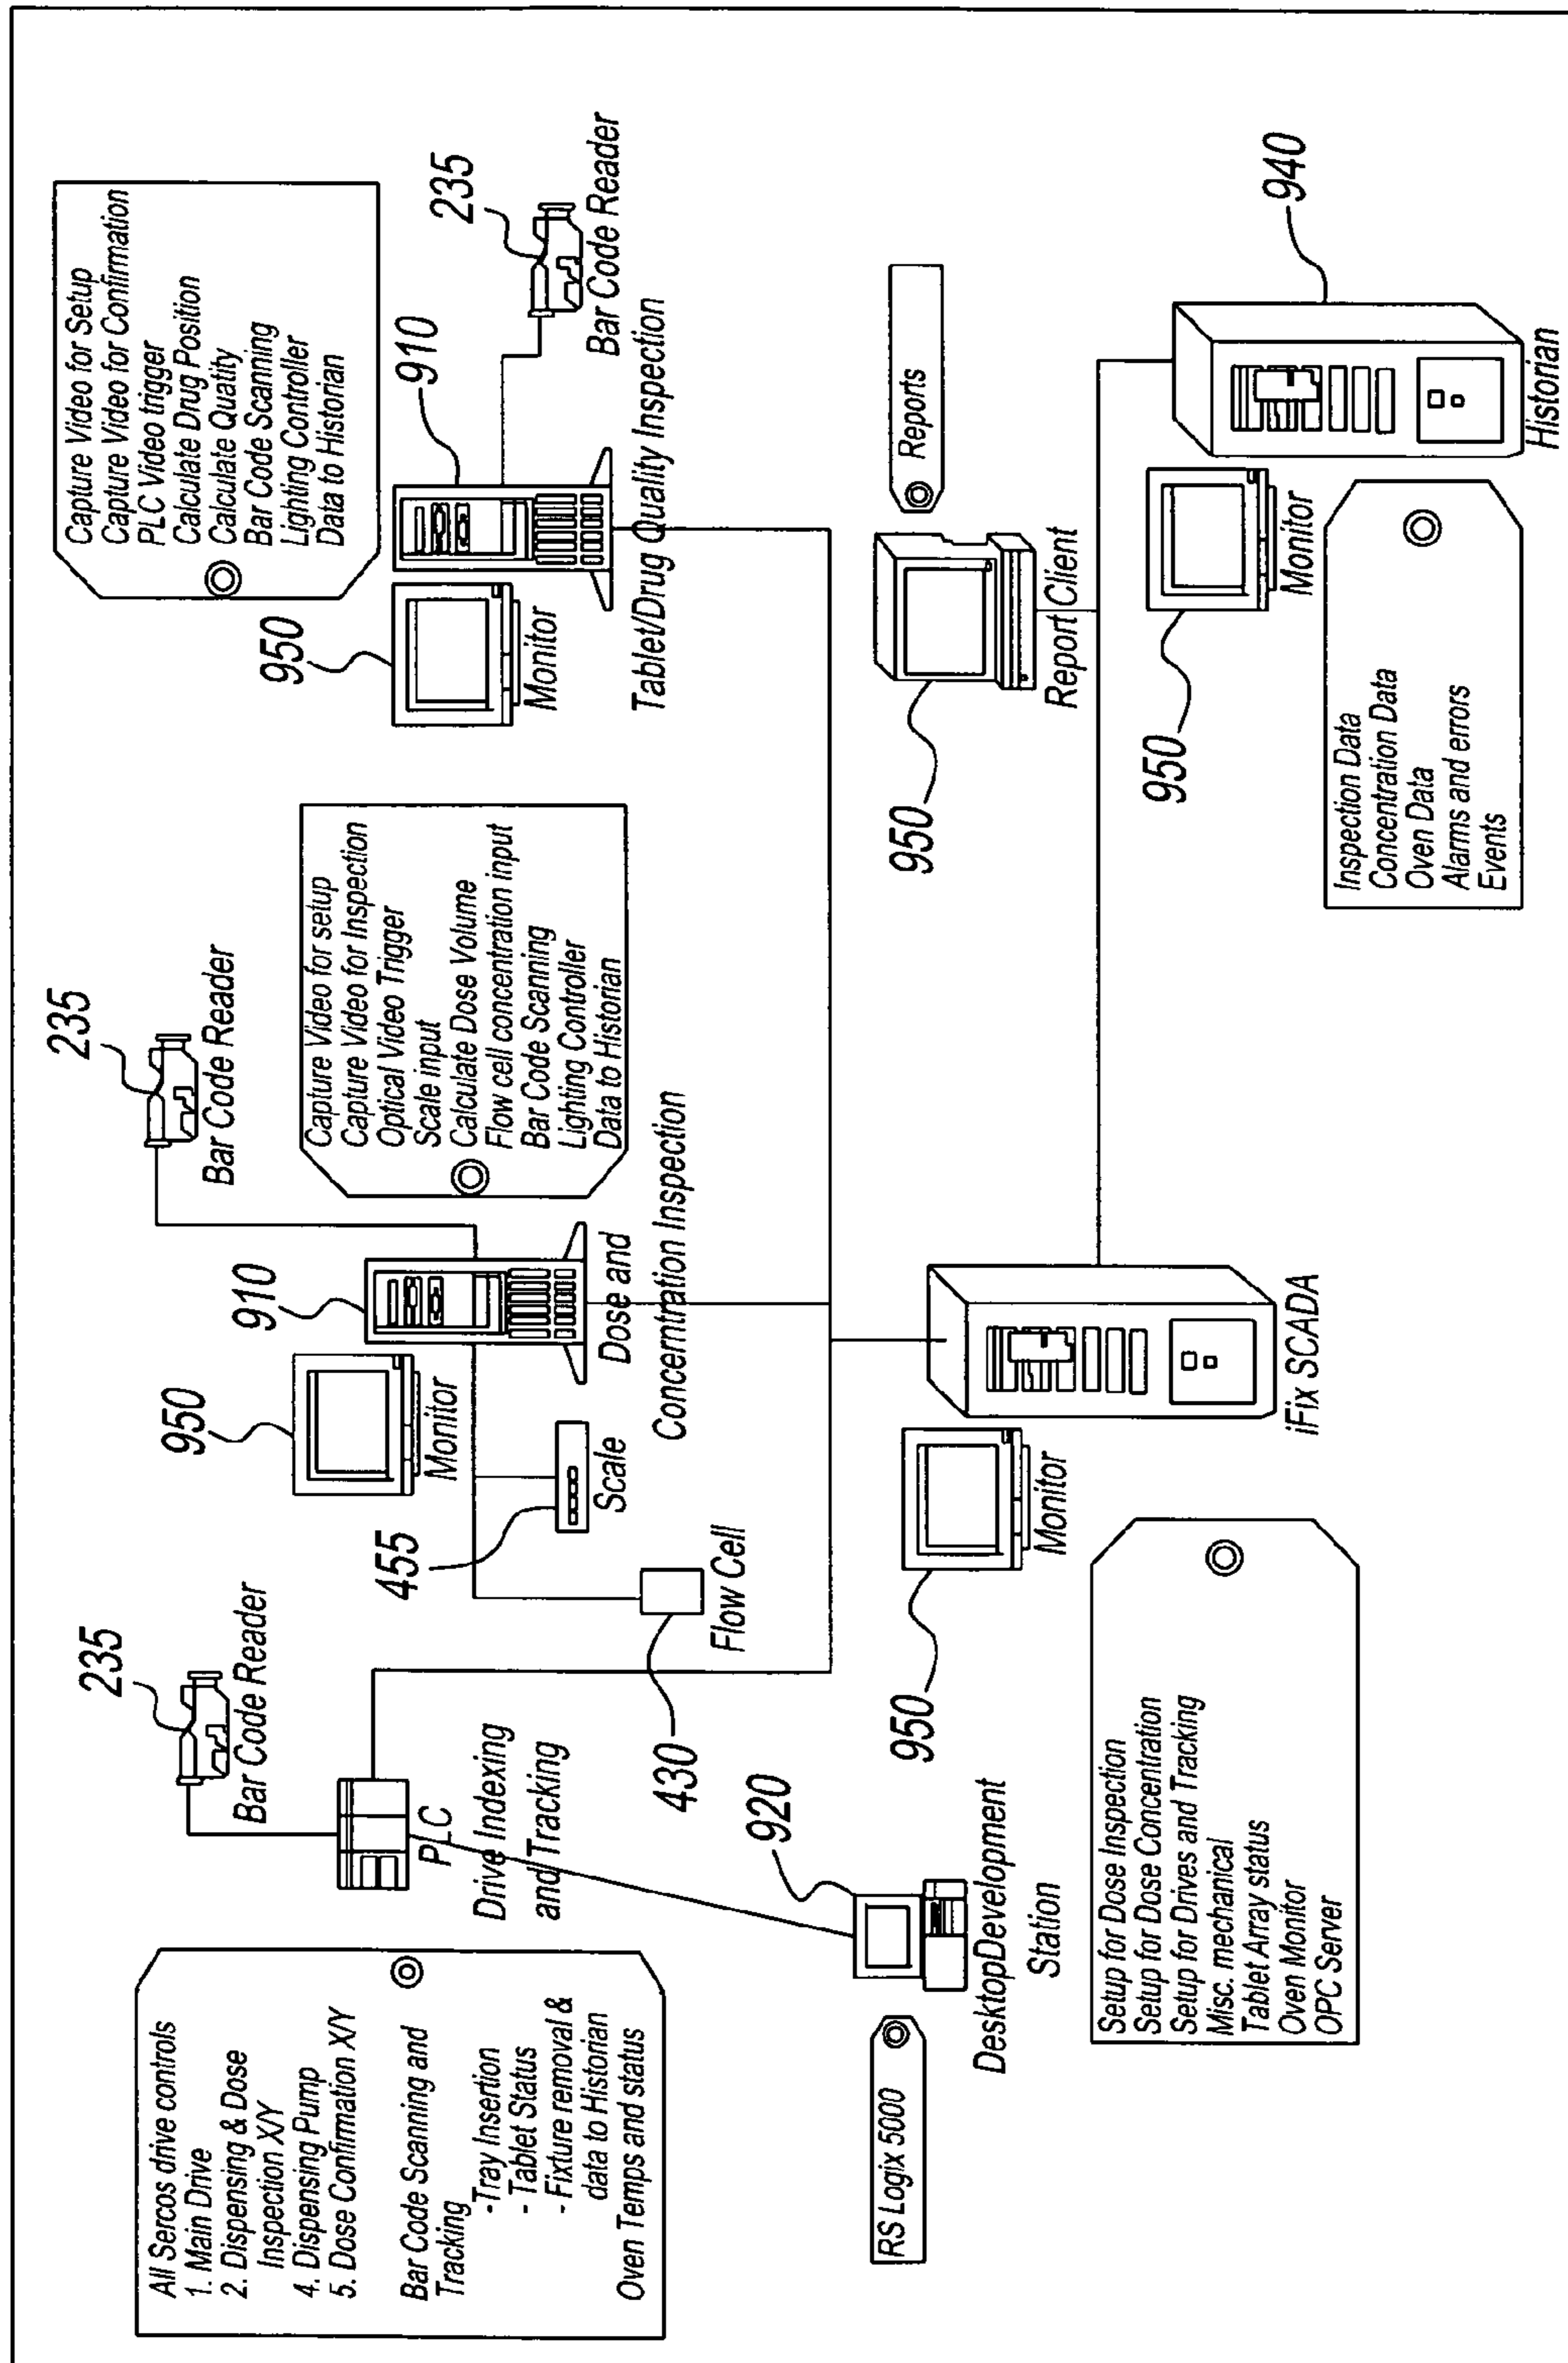 All Sercos drive controls
1. Main Drive
2. Dispensing & Dose
Inspection X/Y
4. Dispensing Pump
5. Dose Confirmation X/Y
Bar Code Scanning and
Tracking
-Tray Insertion
- Tablet Status
- Fixture removal &
data to Historian
Oven Temps and status
235
Bar Code Reader
PLC
Drive Indexing
and Tracking
RS Logix 5000
920
DesktopDevelopment
Station
235
Bar Code Reader
950
Monitor
910
Dose and
Concerntration Inspection
455
Scale
430
Flow Cell
Capture Video for setup
Capture Video for Inspection
Optical Video Trigger
Scale input
Calculate Dose Volume
Flow cell concentration input
Bar Code Scanning
Lighting Controller
Data to Historian
Capture Video for Setup
Capture Video for Confirmation
PLC Video trigger
Calculate Drug Position
Calculate Quality
Bar Code Scanning
Lighting Controller
Data to Historian
950
Monitor
910
Tablet/Drug Quality Inspection
235
Bar Code Reader
Setup for Dose Inspection
Setup for Dose Concentration
Setup for Drives and Tracking
Misc. mechanical
Tablet Array status
Oven Monitor
OPC Server
950
Monitor
iFix SCADA
950
Report Client
Reports
950
Monitor
940
Historian
Inspection Data
Concentration Data
Oven Data
Alarms and errors
Events